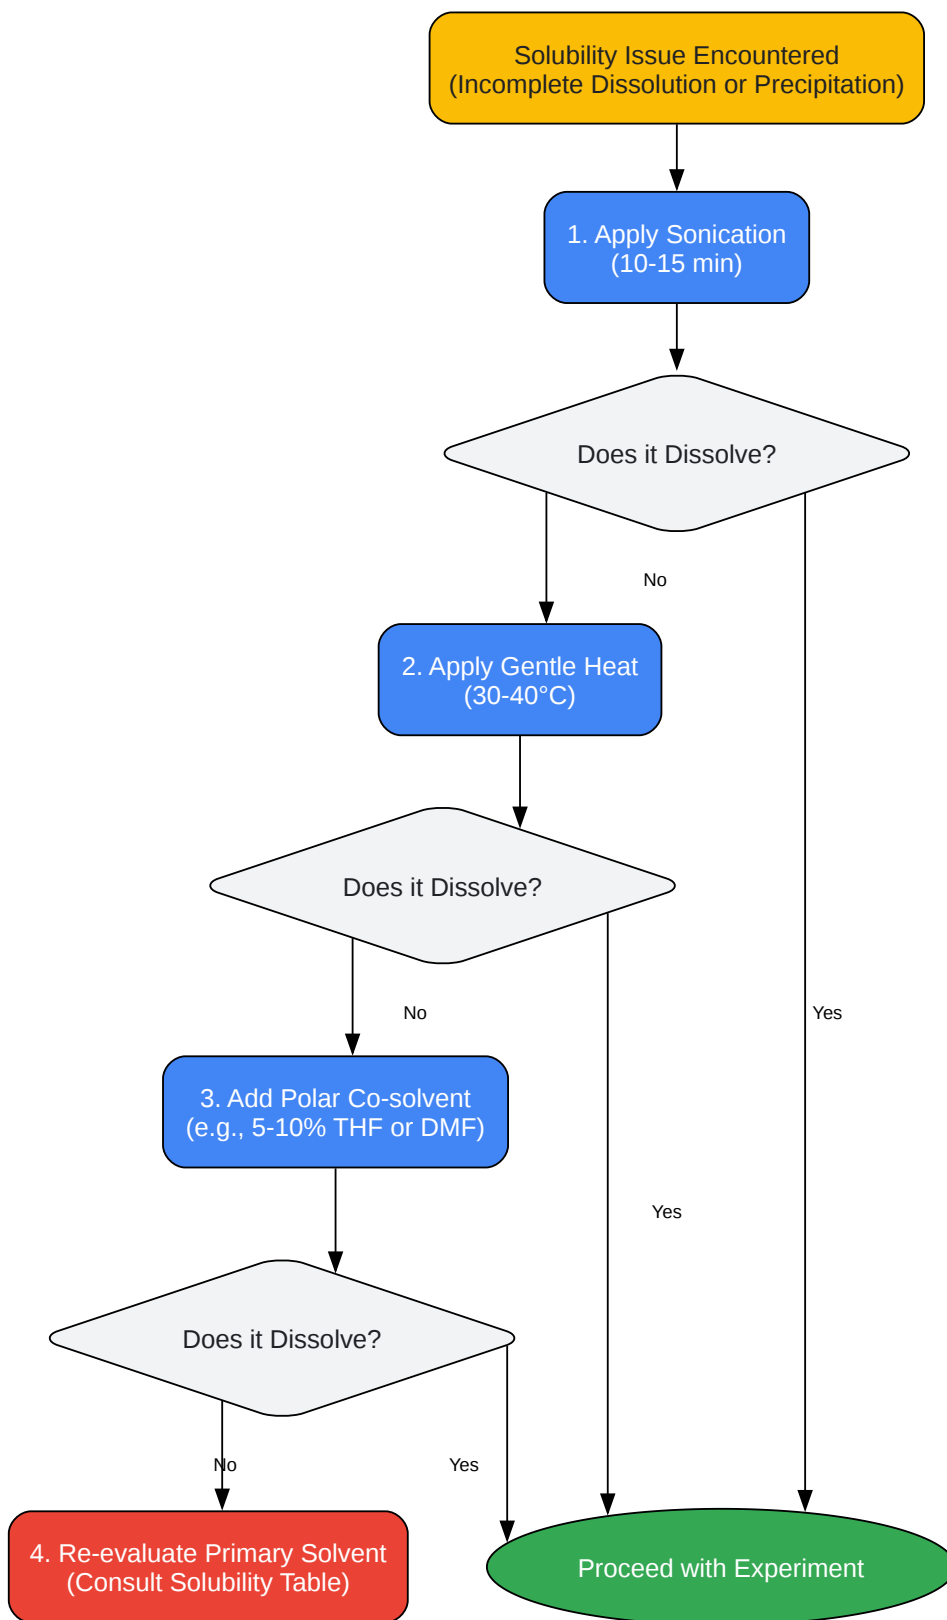 Solubility Issue Encountered
(Incomplete Dissolution or Precipitation)
1. Apply Sonication
(10-15 min)
Does it Dissolve?
No
2. Apply Gentle Heat
(30-40°C)
Does it Dissolve?
No
Yes
3. Add Polar Co-solvent
(e.g., 5-10% THF or DMF)
Yes
Does it Dissolve?
No
Yes
4. Re-evaluate Primary Solvent
(Consult Solubility Table)
Proceed with Experiment